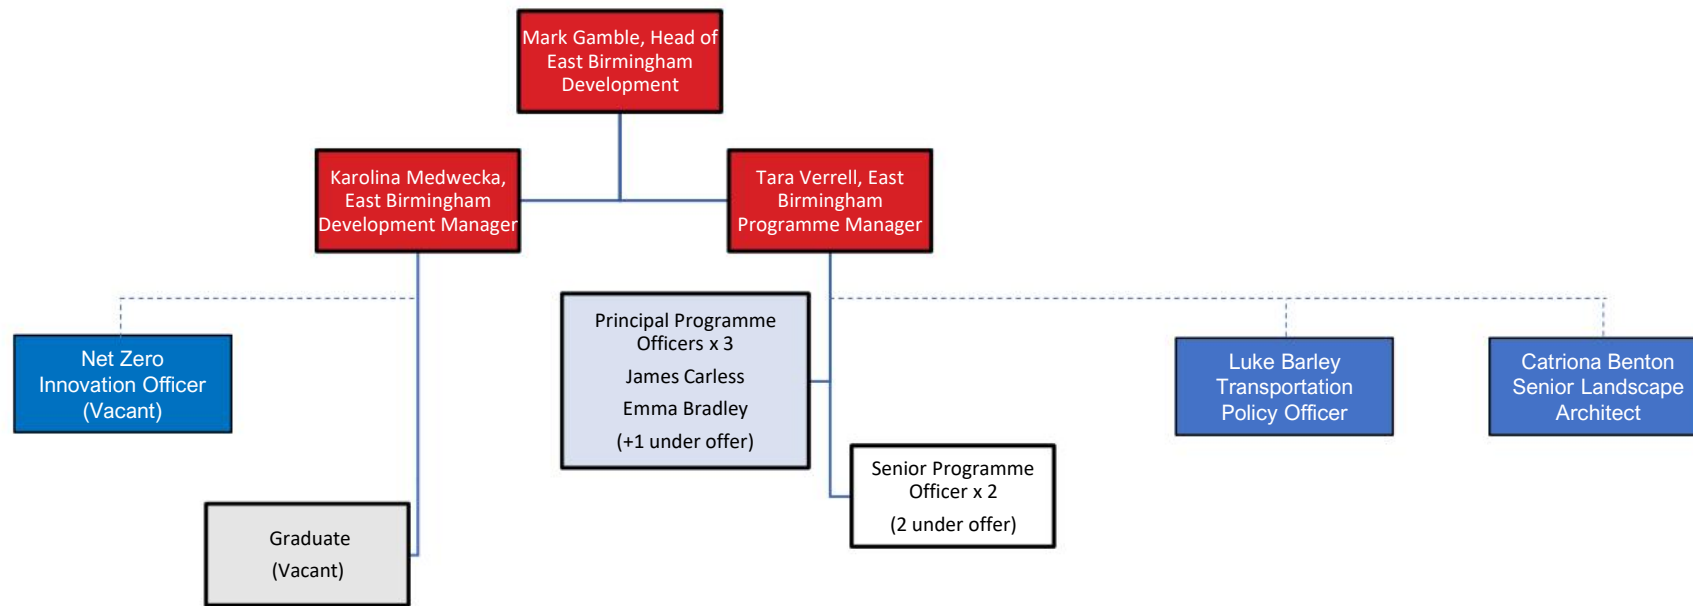 Mark Gamble, Head of
East Birmingham
Development
Karolina Medwecka,
East Birmingham
Development Manager
Tara Verrell, East
Birmingham
Programme Manager
Net Zero
Innovation Officer
(Vacant)
Principal Programme
Officers x 3
James Carless
Emma Bradley
(+1 under offer)
Luke Barley
Transportation
Policy Officer
Catriona Benton
Senior Landscape
Architect
Senior Programme
Officer x 2
(2 under offer)
Graduate
(Vacant)